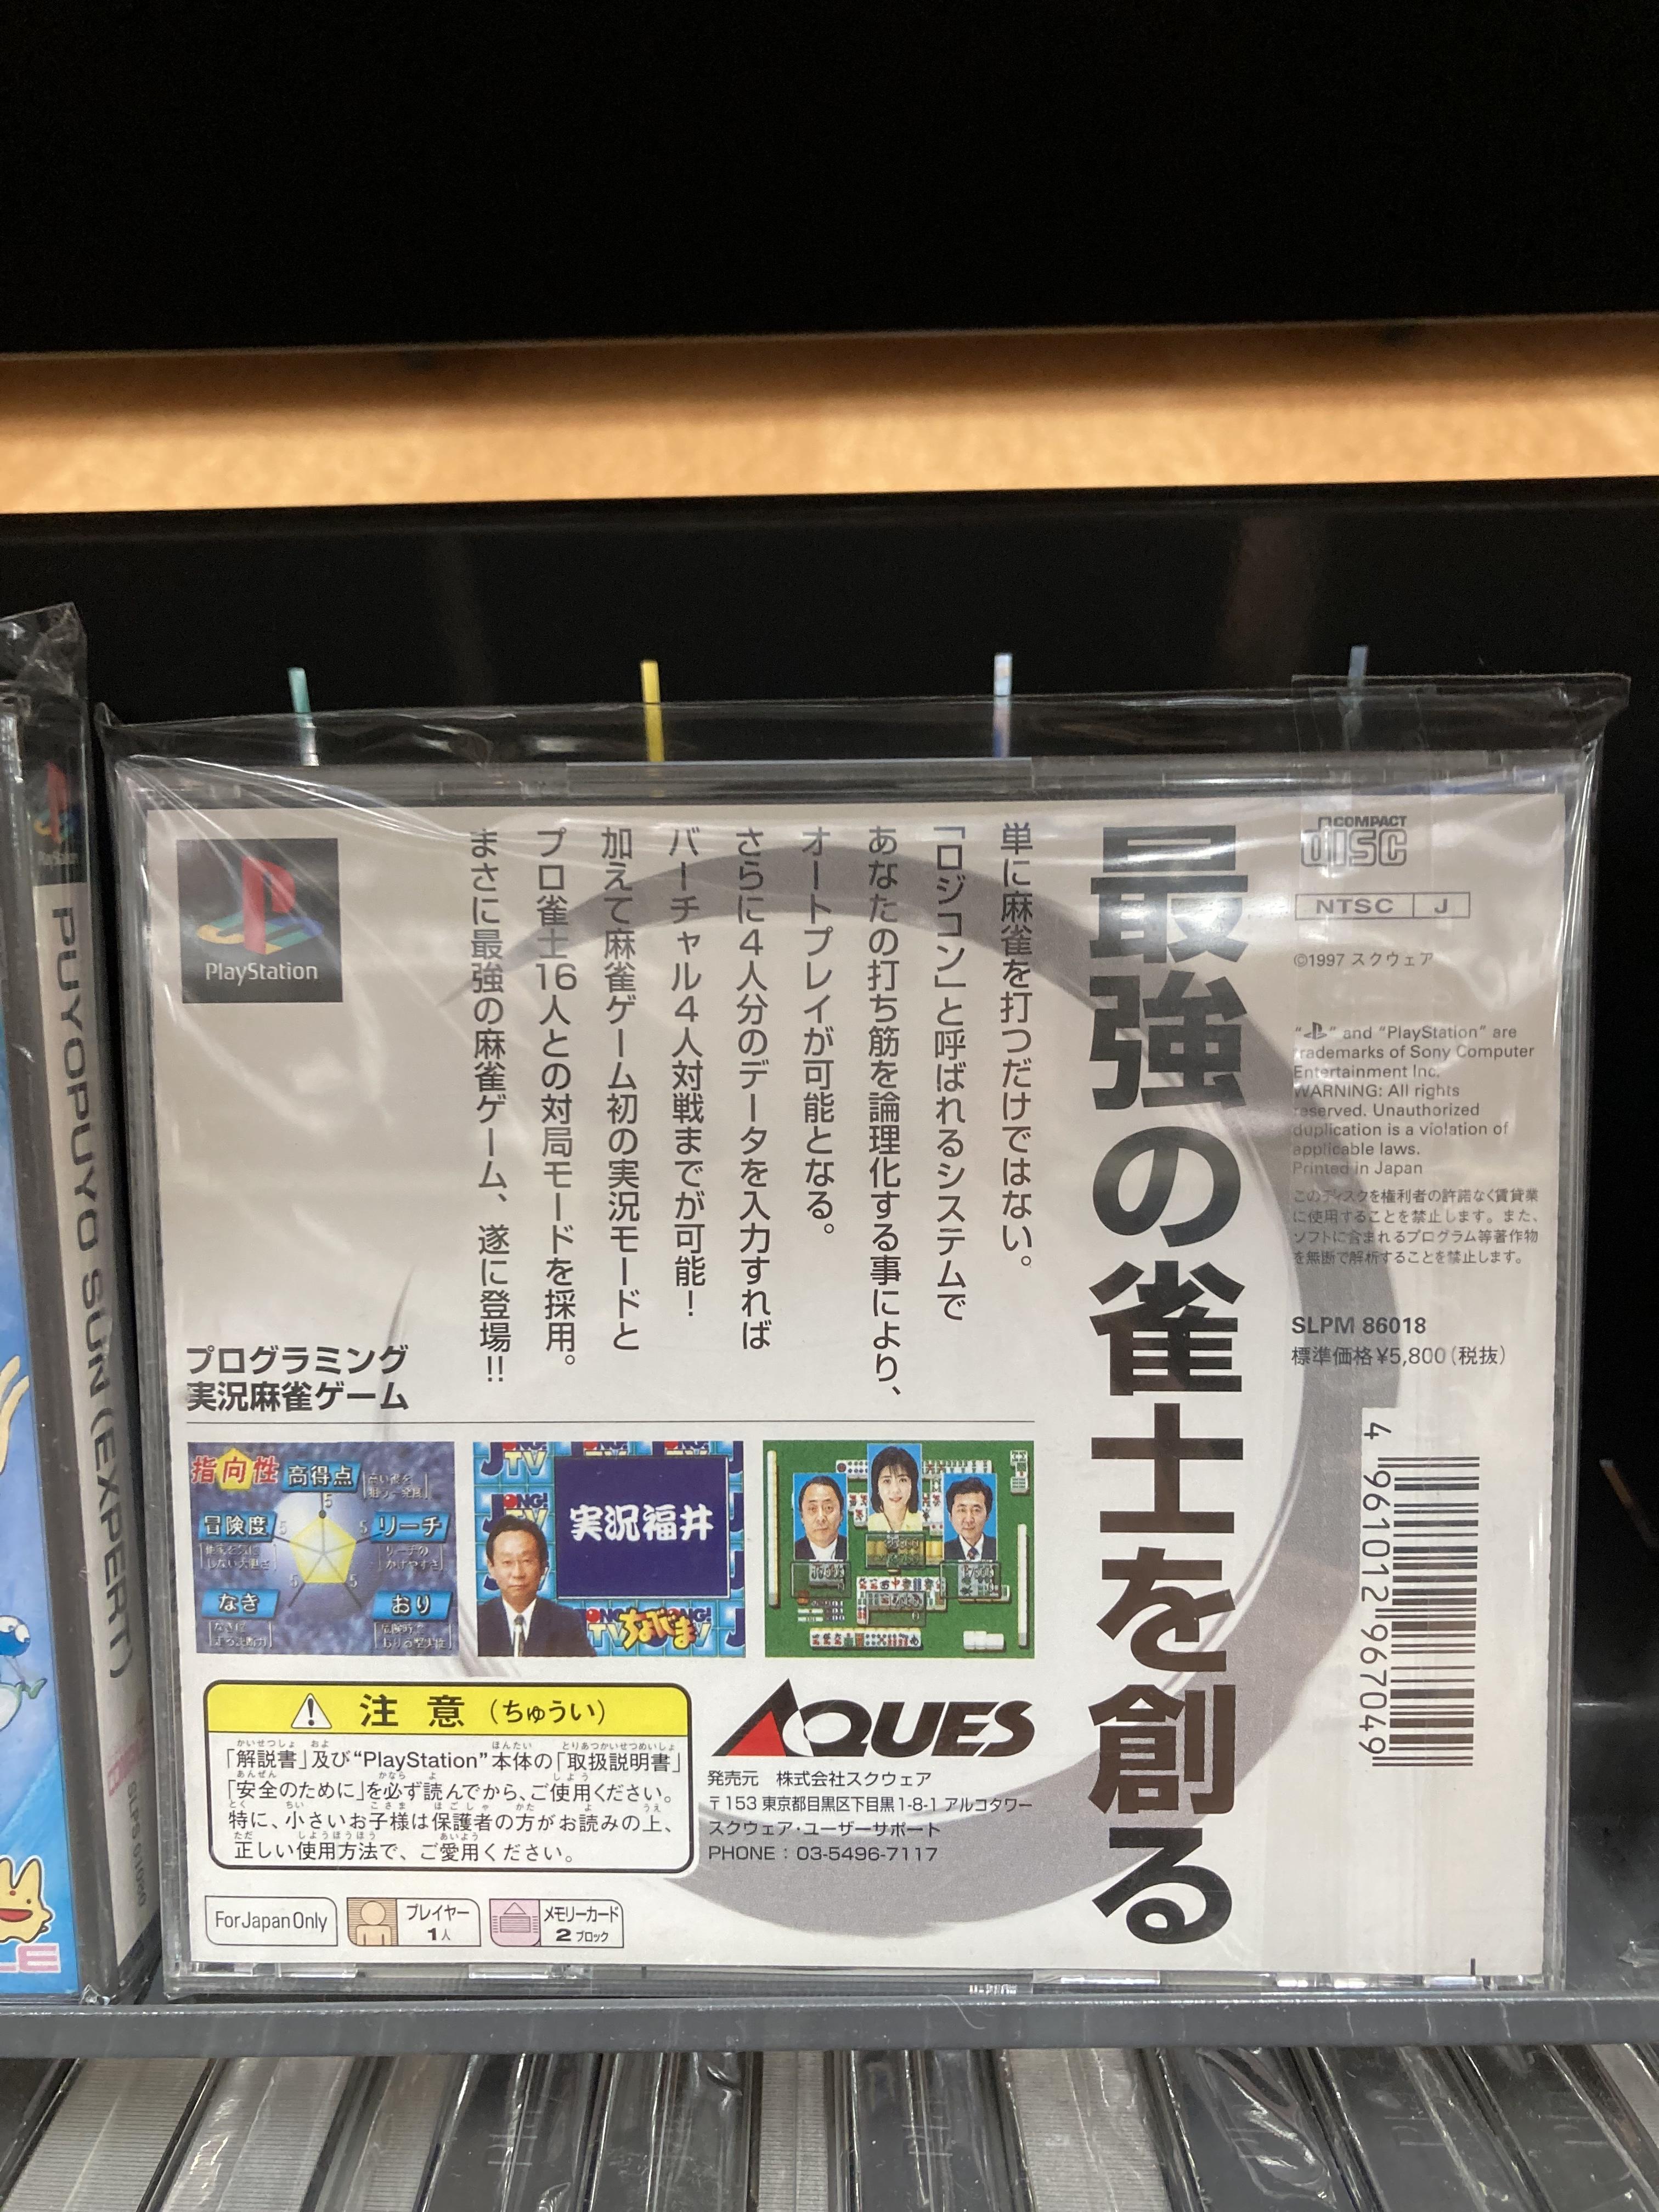 PlayStation
単に麻雀を打つだけではない。
「ロジコン」と呼ばれるシステムで
あなたの打ち筋を論理化する事により、
オートプレイが可能となる。
さらに4人分のデータを入力すれば
バーチャル4人対戦までが可能!
加えて麻雀ゲーム初の実況モードと
プロ雀士16人との対局モードを採用。
まさに最強の麻雀ゲーム、遂に登場!!
最強の雀士を創る
プログラミング
実況麻雀ゲーム
指向性
高得点
冒険度
リーチ
なき
おり
5
5
5
5
5
実況福井
AQUES
発売元 株式会社スクウェア
〒153 東京都目黒区下目黒1-8-1 アルコタワー
スクウェア・ユーザーサポート
PHONE : 03-5496-7117
注意(ちゅうい)
「解説書」及び“PlayStation”本体の「取扱説明書」
「安全のために」を必ず読んでから、ご使用ください。
特に、小さいお子様は保護者の方がお読みの上、
正しい使用方法で、ご愛用ください。
For Japan Only
プレイヤー
1人
メモリーカード
2ブロック
COMPACT
disc
NTSC J
©1997 スクウェア
“ ” and “PlayStation” are
trademarks of Sony Computer
Entertainment Inc.
WARNING: All rights
reserved. Unauthorized
duplication is a violation of
applicable laws.
Printed in Japan
このディスクを権利者の許諾なく賃貸業
に使用することを禁止します。また、
ソフトに含まれるプログラム等著作物
を無断で解析することを禁止します。
SLPM 86018
標準価格¥5,800(税抜)
4 961012 967049
PUYOPUYO SUN (EXPERT)